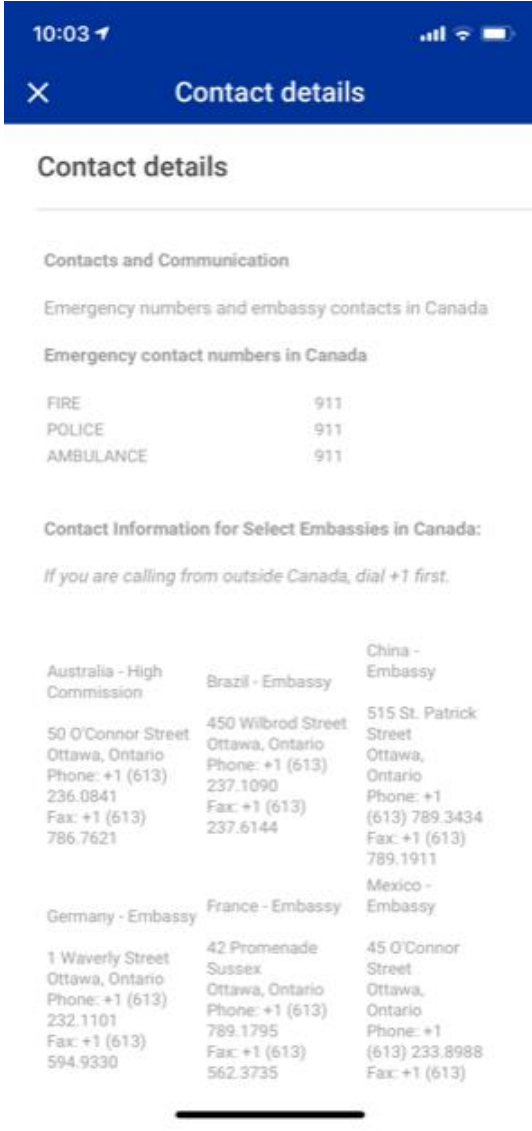 10:03
Contact details
Contact details
Contacts and Communication
Emergency numbers and embassy contacts in Canada
Emergency contact numbers in Canada
FIRE 911
POLICE 911
AMBULANCE 911
Contact Information for Select Embassies in Canada:
If you are calling from outside Canada, dial +1 first.
Australia - High
Commission
50 O'Connor Street
Ottawa, Ontario
Phone: +1 (613)
236.0841
Fax: +1 (613)
786.7621
Brazil - Embassy
450 Wilbrod Street
Ottawa, Ontario
Phone: +1 (613)
237.1090
Fax: +1 (613)
237.6144
China -
Embassy
515 St. Patrick
Street
Ottawa,
Ontario
Phone: +1
(613) 789.3434
Fax: +1 (613)
789.1911
Germany - Embassy
1 Waverly Street
Ottawa, Ontario
Phone: +1 (613)
232.1101
Fax: +1 (613)
594.9330
France - Embassy
42 Promenade
Sussex
Ottawa, Ontario
Phone: +1 (613)
789.1795
Fax: +1 (613)
562.3735
Mexico -
Embassy
45 O'Connor
Street
Ottawa,
Ontario
Phone: +1
(613) 233.8988
Fax: +1 (613)